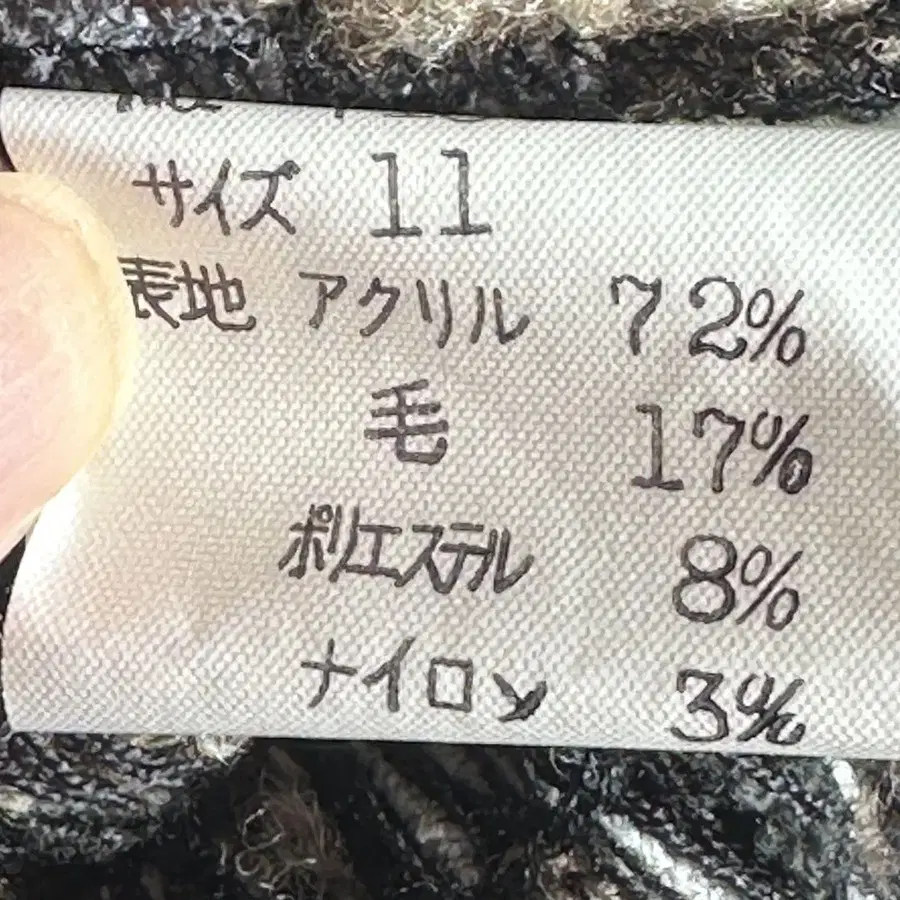 サイズ 11
表地 アクリル 72%
毛 17%
ポリエステル 8%
ナイロン 3%